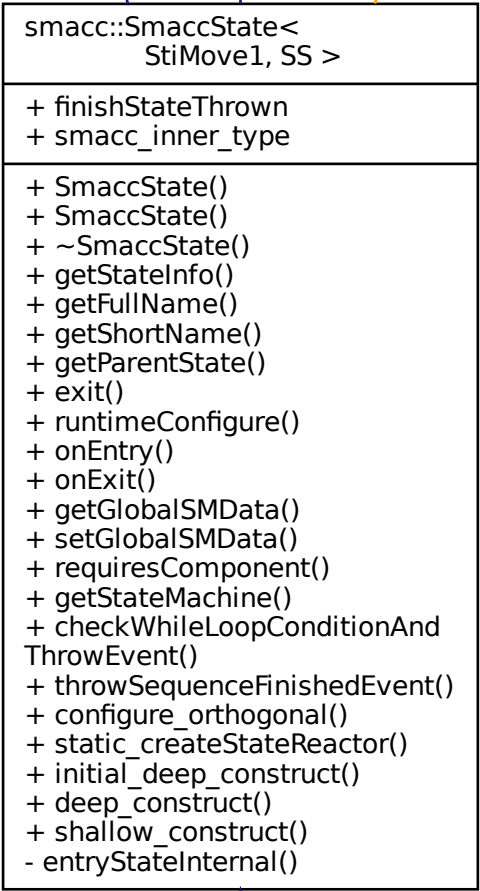 smacc::SmaccState<
StiMove1, SS >
+ finishStateThrown
+ smacc_inner_type
+ SmaccState()
+ SmaccState()
+ ~SmaccState()
+ getStateInfo()
+ getFullName()
+ getShortName()
+ getParentState()
+ exit()
+ runtimeConfigure()
+ onEntry()
+ onExit()
+ getGlobalSMData()
+ setGlobalSMData()
+ requiresComponent()
+ getStateMachine()
+ checkWhileLoopConditionAnd
ThrowEvent()
+ throwSequenceFinishedEvent()
+ configure_orthogonal()
+ static_createStateReactor()
+ initial_deep_construct()
+ deep_construct()
+ shallow_construct()
- entryStateInternal()